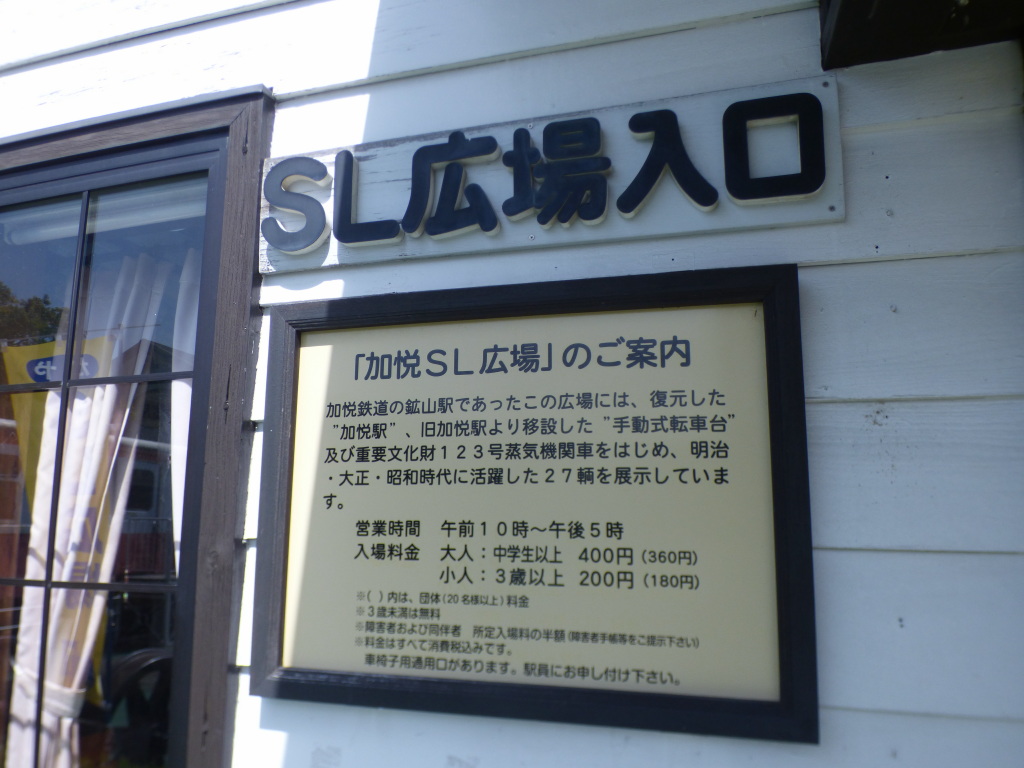 SL広場入口
「加悦SL広場」のご案内
加悦鉄道の鉱山駅であったこの広場には、復元した
"加悦駅"、旧加悦駅より移設した"手動式転車台"
及び重要文化財123号蒸気機関車をはじめ、明治
・大正・昭和時代に活躍した27輌を展示していま
す。
営業時間 午前10時~午後5時
入場料金 大人:中学生以上 400円(360円)
小人:3歳以上 200円(180円)
※( )内は、団体(20名様以上)料金
※3歳未満は無料
※障害者および同伴者 所定入場料の半額(障害者手帳等をご提示下さい)
※料金はすべて消費税込みです。
車椅子用通用口があります。駅員にお申し付け下さい。